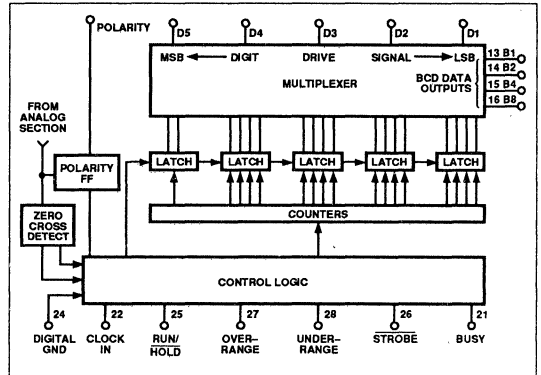 POLARITY
D5
D4
D3
D2
D1
MSB
DIGIT
DRIVE
SIGNAL
LSB
MULTIPLEXER
BCD DATA
OUTPUTS
13 B1
14 B2
15 B4
16 B8
FROM
ANALOG
SECTION
POLARITY
FF
LATCH
LATCH
LATCH
LATCH
LATCH
ZERO
CROSS
DETECT
COUNTERS
CONTROL LOGIC
24
22
25
27
28
26
21
DIGITAL
GND
CLOCK
IN
RUN/
HOLD
OVER–
RANGE
UNDER–
RANGE
STROBE
BUSY